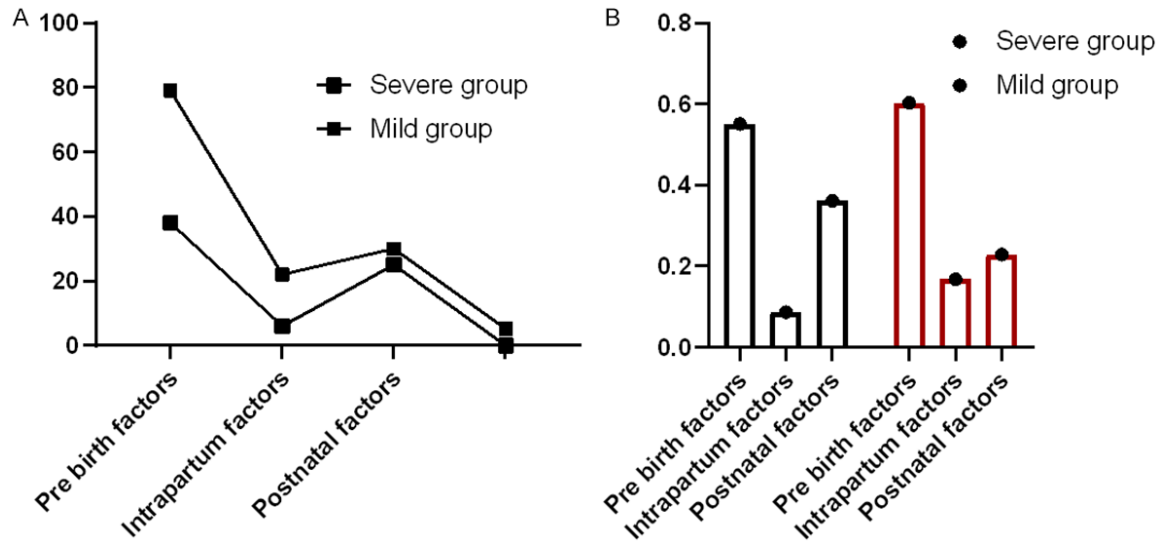 A
100
80
60
40
20
0
Severe group
Mild group
Pre birth factors
Intrapartum factors
Postnatal factors
B
0.8
0.6
0.4
0.2
0.0
Severe group
Mild group
Pre birth factors
Intrapartum factors
Postnatal factors
Pre birth factors
Intrapartum factors
Postnatal factors